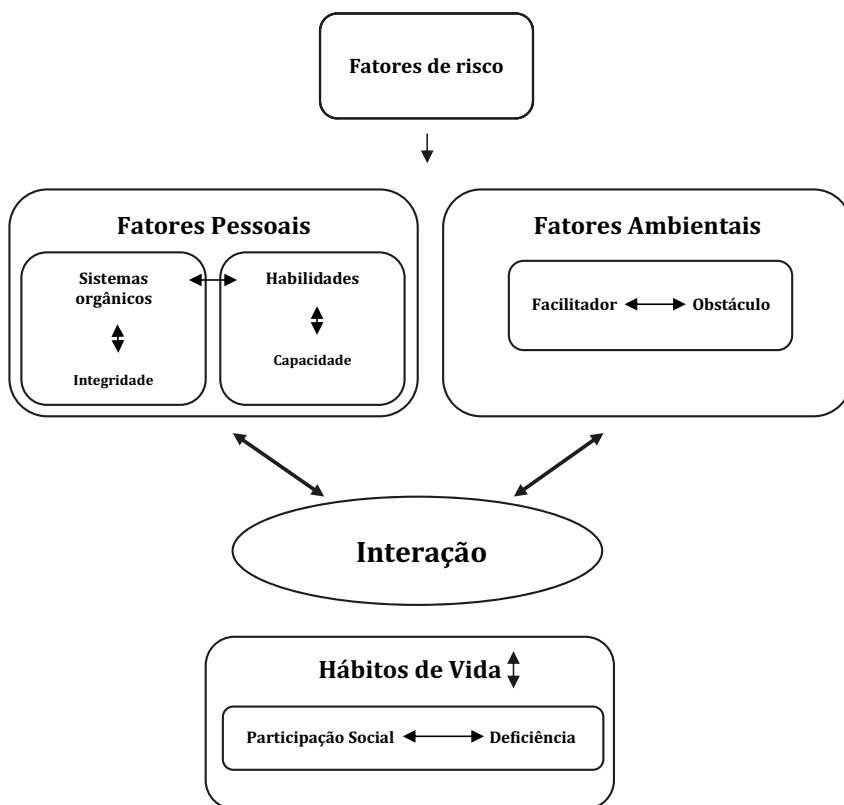 Fatores de risco
Fatores Pessoais
Sistemas
orgânicos
Integridade
Habilidades
Capacidade
Fatores Ambientais
Facilitador
Obstáculo
Interação
Hábitos de Vida
Participação Social
Deficiência